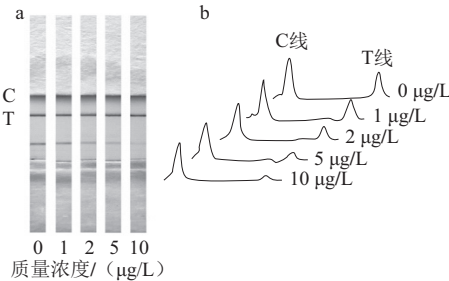 a
C
T
0 1 2 5 10
质量浓度/（μg/L）
b
C线
T线
0 μg/L
1 μg/L
2 μg/L
5 μg/L
10 μg/L